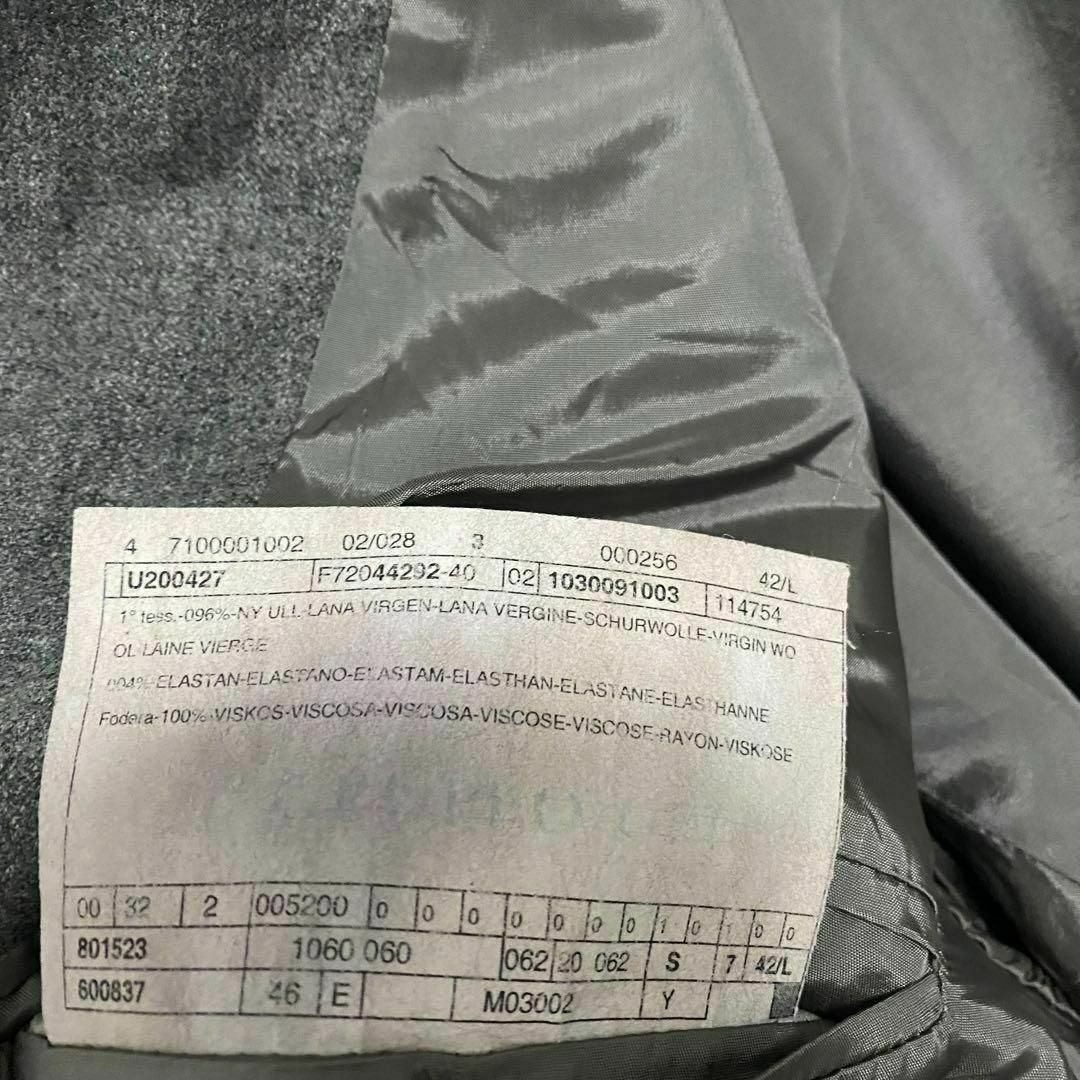 4 7100001002 02/028 3 000256 42/L
U200427 F72044292-40 02 1030091003 114754
1° tess.-096%-NY ULL-LANA VIRGEN-LANA VERGINE-SCHURWOLLE-VIRGIN WO
OL-LAINE VIERGE
004%-ELASTAN-ELASTANO-ELASTAM-ELASTHAN-ELASTANE-ELASTHANNE
Fodera-100%-VISKOS-VISCOSA-VISCOSA-VISCOSE-VISCOSE-RAYON-VISKOSE
00 32 2 005200 0 0 0 0 0 0 0 1 0 1 0 0
801523 1060 060 062 20 062 S 7 42/L
600837 46 E M03002 Y